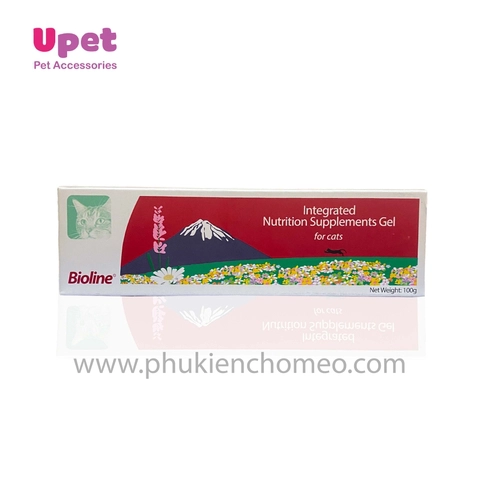 Upet
Pet Accessories
Integrated
Nutrition Supplements Gel
for cats
Bioline®
Net Weight: 100g
www.phukienchomeo.com